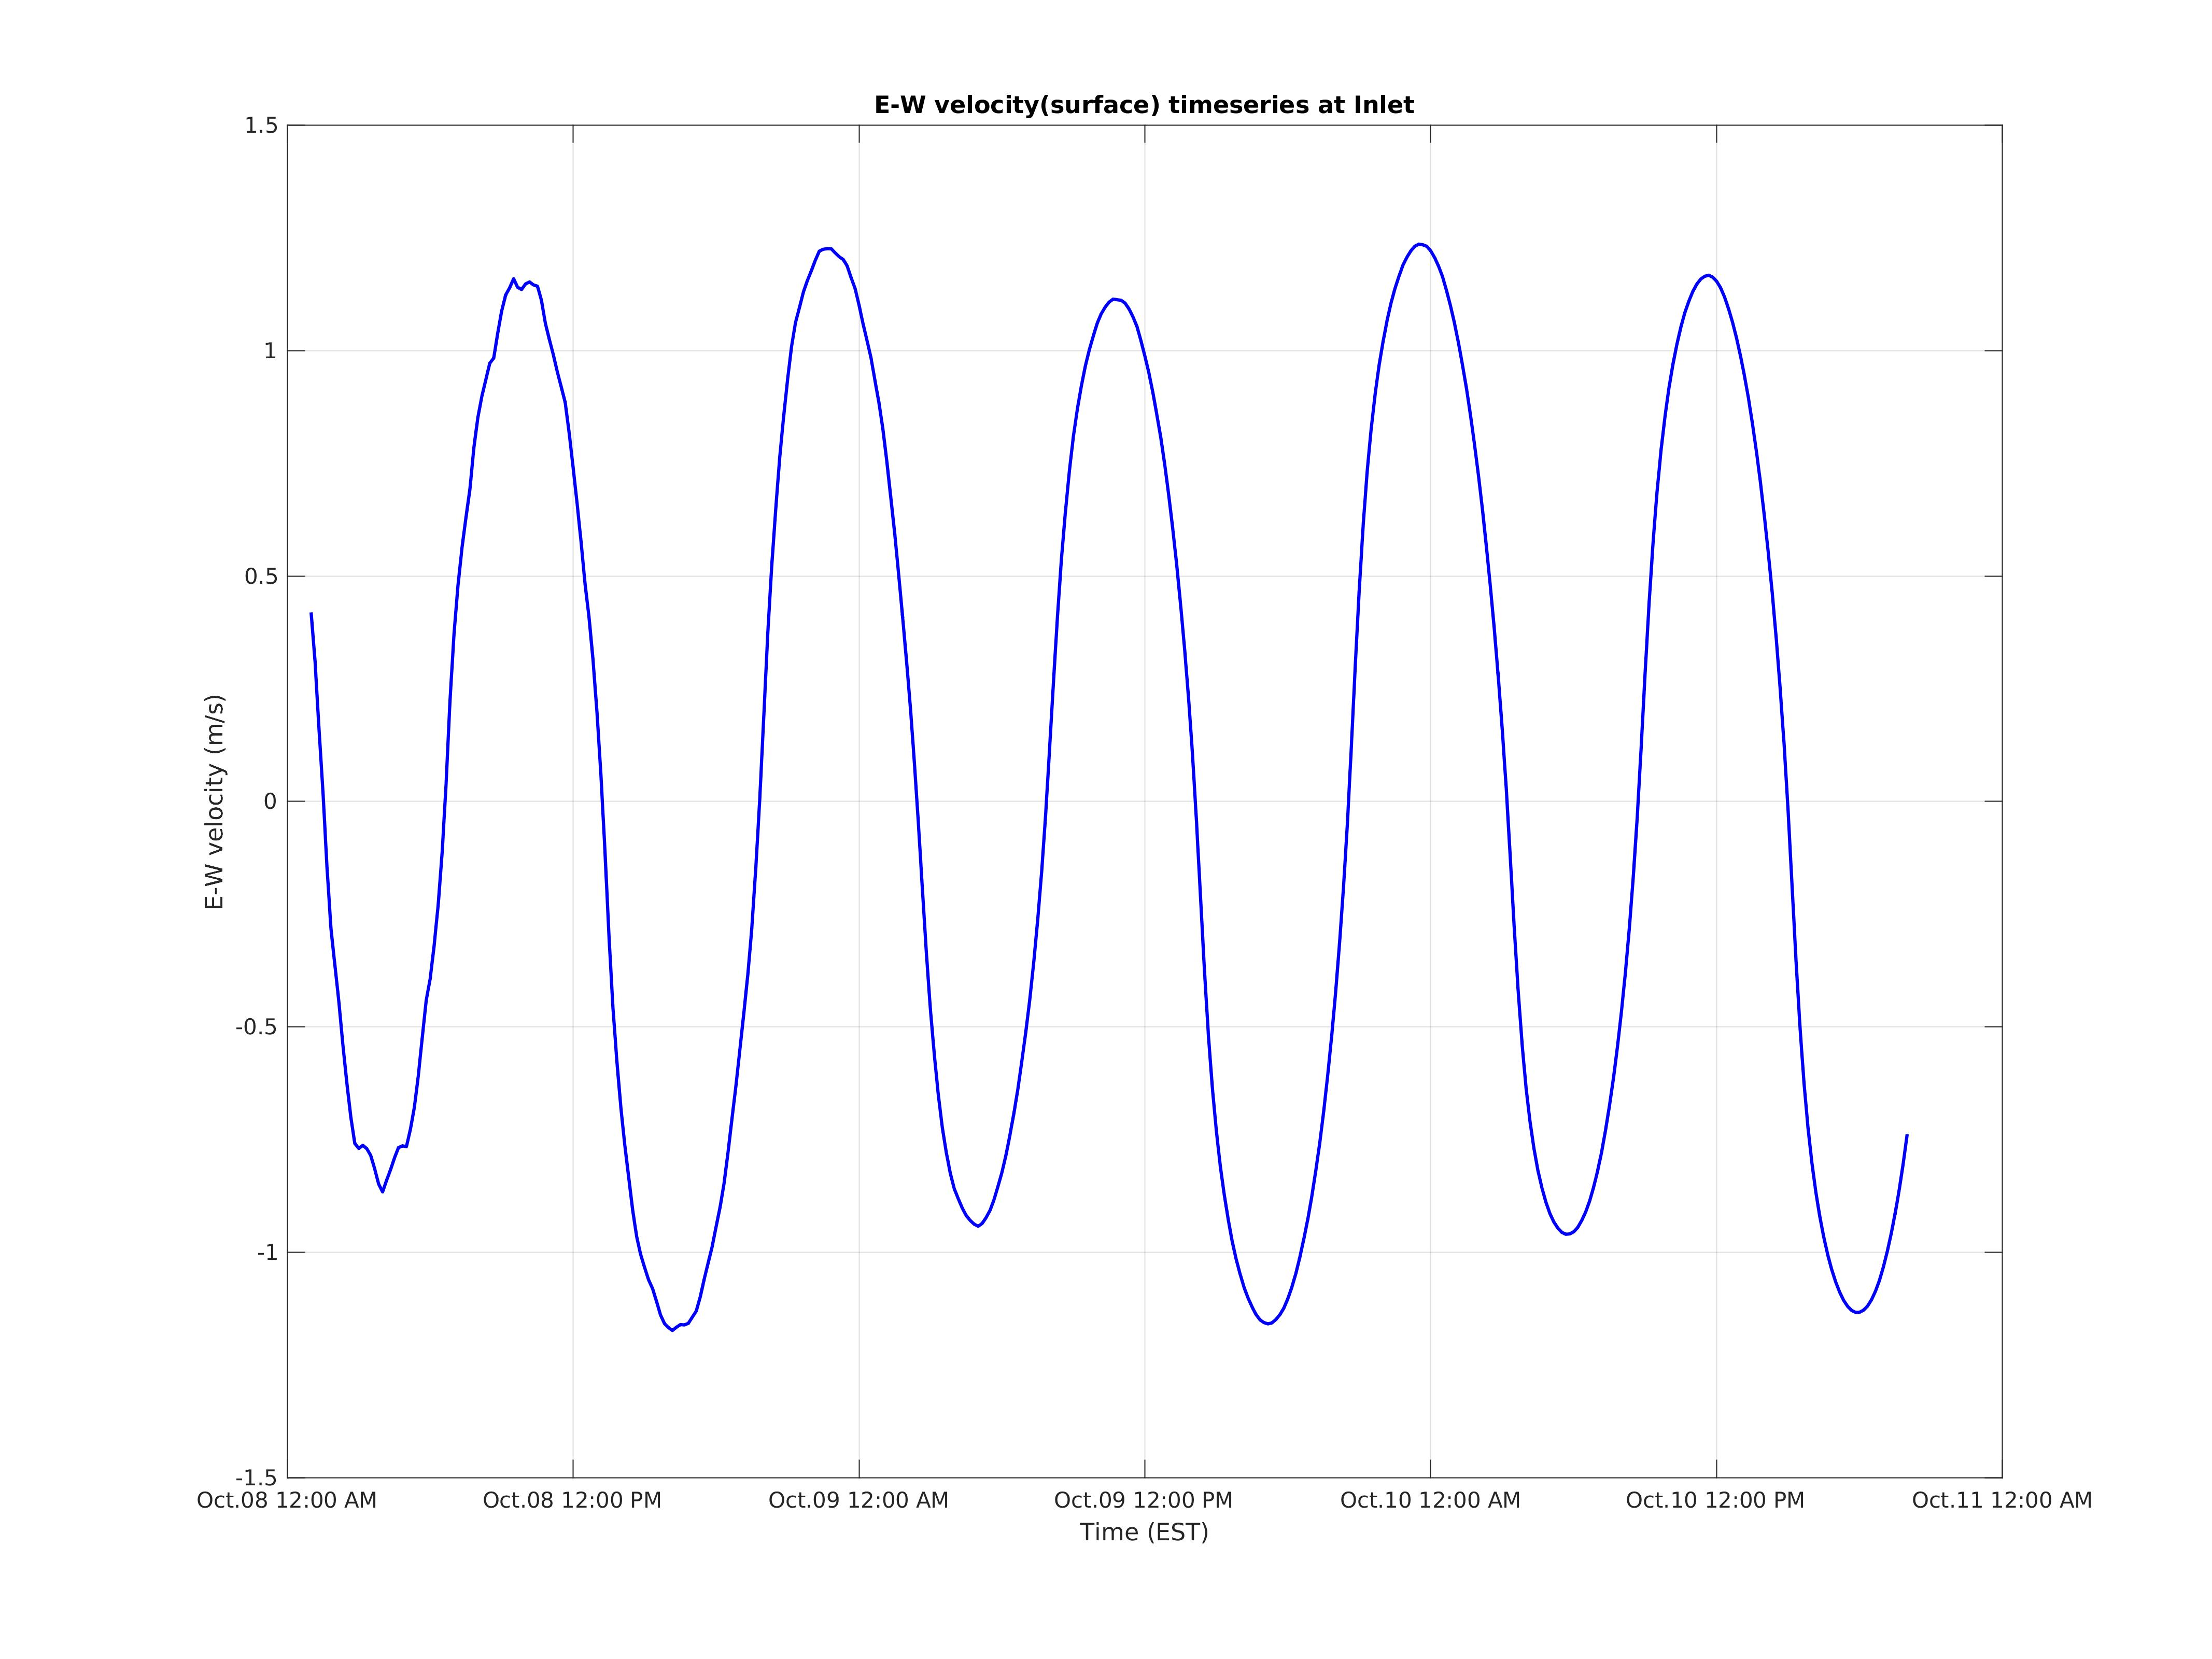 E-W velocity(surface) timeseries at Inlet
1.5
1
0.5
0
-0.5
-1
-1.5
E-W velocity (m/s)
Oct.08 12:00 AM Oct.08 12:00 PM Oct.09 12:00 AM Oct.09 12:00 PM Oct.10 12:00 AM Oct.10 12:00 PM Oct.11 12:00 AM
Time (EST)